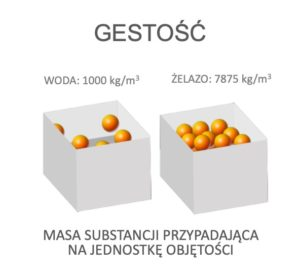 GESTOŚĆ
WODA: 1000 kg/m³
ŻELAZO: 7875 kg/m³
MASA SUBSTANCJI PRZYPADAJĄCA
NA JEDNOSTKĘ OBJĘTOŚCI